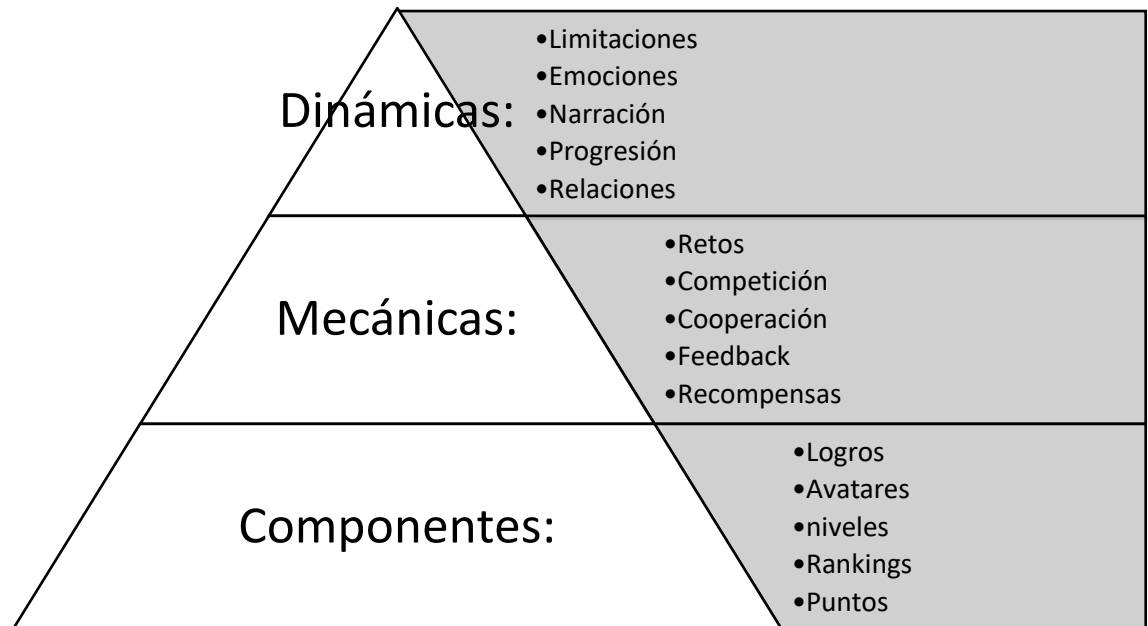 Dinámicas:
•Limitaciones
•Emociones
•Narración
•Progresión
•Relaciones
Mecánicas:
•Retos
•Competición
•Cooperación
•Feedback
•Recompensas
Componentes:
•Logros
•Avatares
•niveles
•Rankings
•Puntos